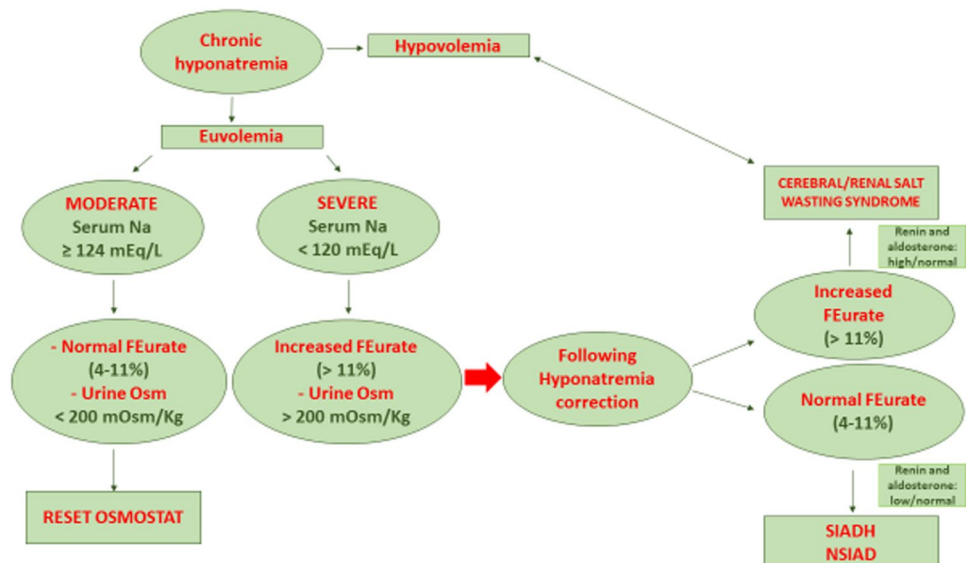 Chronic
hyponatremia
Hypovolemia
Euvolemia
MODERATE
Serum Na
≥ 124 mEq/L
SEVERE
Serum Na
< 120 mEq/L
CEREBRAL/RENAL SALT
WASTING SYNDROME
Renin and
aldosterone:
high/normal
- Normal FEurate
(4-11%)
- Urine Osm
< 200 mOsm/Kg
Increased FEurate
(> 11%)
- Urine Osm
> 200 mOsm/Kg
Following
Hyponatremia
correction
Increased
FEurate
(> 11%)
Normal FEurate
(4-11%)
Renin and
aldosterone:
low/normal
RESET OSMOSTAT
SIADH
NSIAD